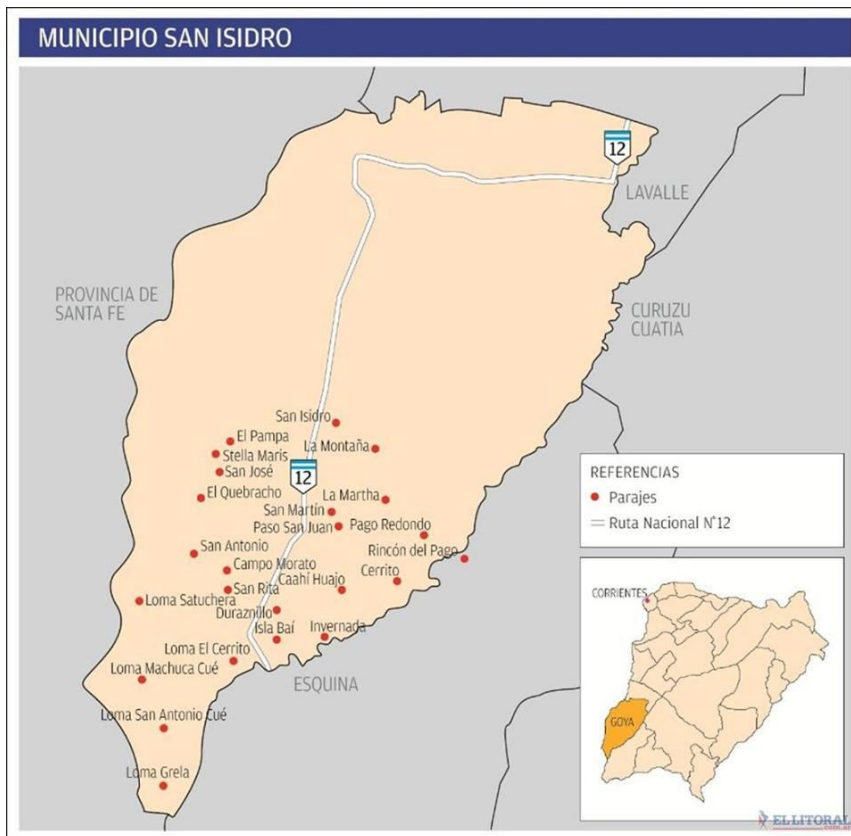 MUNICIPIO SAN ISIDRO
12
LAVALLE
PROVINCIA DE
SANTA FE
CURUZU
CUATIA
San Isidro
El Pampa
La Montaña
Stella Maris
San José
12
El Quebracho
La Martha
San Martín
Paso San Juan
Pago Redondo
San Antonio
Rincón del Pago
Campo Morato
Cerrito
San Rita
Caahí Huajo
Loma Satuchera
Duraznillo
Isla Baí
Invernada
Loma El Cerrito
Loma Machuca Cué
ESQUINA
Loma San Antonio Cué
Loma Grela
REFERENCIAS
Parajes
Ruta Nacional N°12
CORRIENTES
GOYA
EL LITORAL